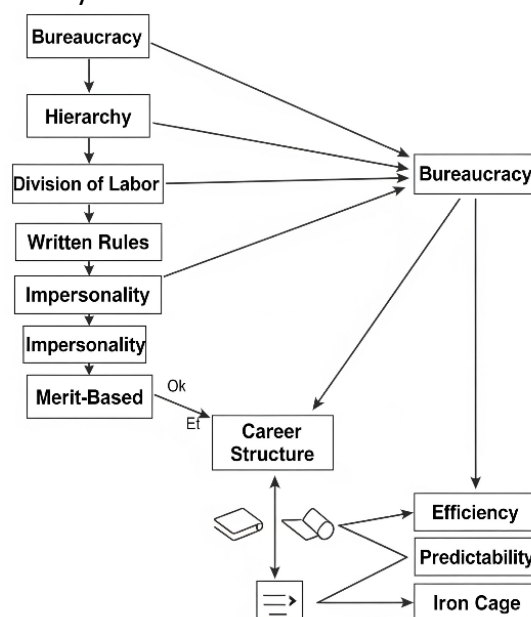 Bureaucracy
Hierarchy
Division of Labor
Written Rules
Impersonality
Impersonality
Merit-Based
Ok
Et
Bureaucracy
Career
Structure
Efficiency
Predictability
Iron Cage